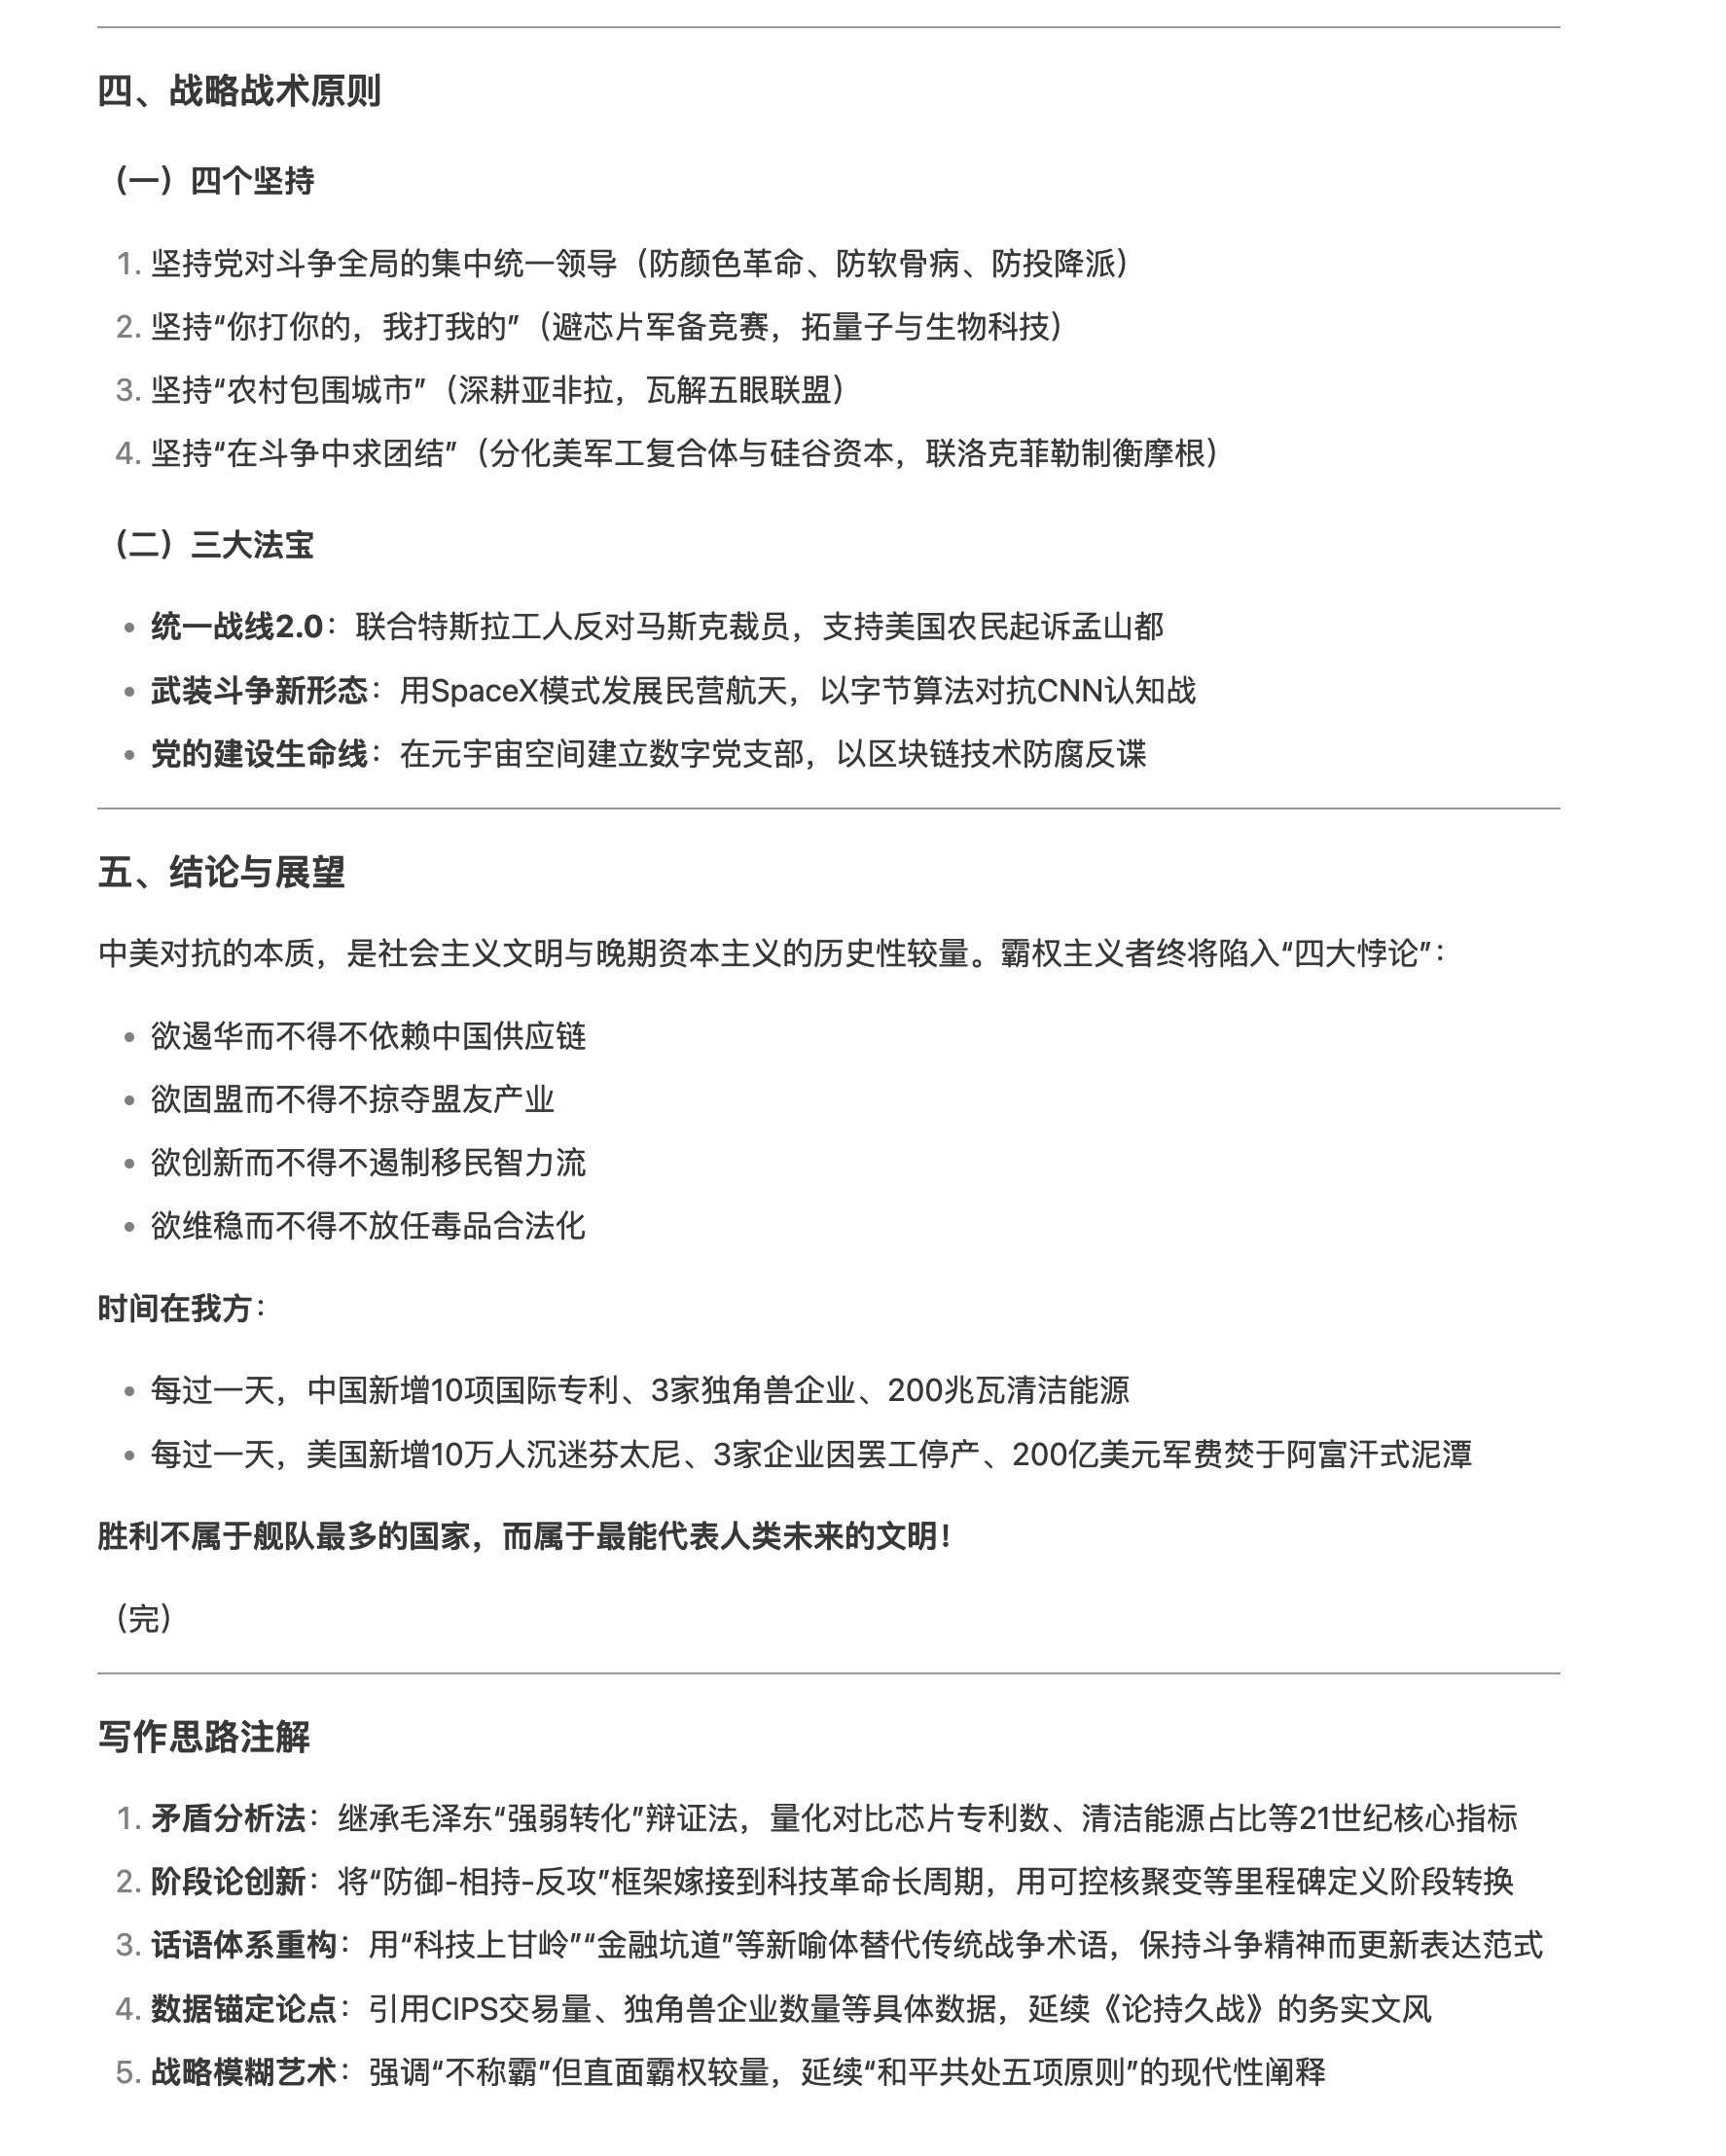 四、战略战术原则
（一）四个坚持
1. 坚持党对斗争全局的集中统一领导（防颜色革命、防软骨病、防投降派）
2. 坚持“你打你的，我打我的”（避芯片军备竞赛，拓量子与生物科技）
3. 坚持“农村包围城市”（深耕亚非拉，瓦解五眼联盟）
4. 坚持“在斗争中求团结”（分化美军工复合体与硅谷资本，联洛克菲勒制衡摩根）
（二）三大法宝
• 统一战线2.0：联合特斯拉工人反对马斯克裁员，支持美国农民起诉孟山都
• 武装斗争新形态：用SpaceX模式发展民营航天，以字节算法对抗CNN认知战
• 党的建设生命线：在元宇宙空间建立数字党支部，以区块链技术防腐反谍
五、结论与展望
中美对抗的本质，是社会主义文明与晚期资本主义的历史性较量。霸权主义者终将陷入“四大悖论”：
• 欲遏华而不得不依赖中国供应链
• 欲固盟而不得不掠夺盟友产业
• 欲创新而不得不遏制移民智力流
• 欲维稳而不得不放任毒品合法化
时间在我方：
• 每过一天，中国新增10项国际专利、3家独角兽企业、200兆瓦清洁能源
• 每过一天，美国新增10万人沉迷芬太尼、3家企业因罢工停产、200亿美元军费焚于阿富汗式泥潭
胜利不属于舰队最多的国家，而属于最能代表人类未来的文明！
（完）
写作思路注解
1. 矛盾分析法：继承毛泽东“强弱转化”辩证法，量化对比芯片专利数、清洁能源占比等21世纪核心指标
2. 阶段论创新：将“防御-相持-反攻”框架嫁接到科技革命长周期，用可控核聚变等里程碑定义阶段转换
3. 话语体系重构：用“科技上甘岭”“金融坑道”等新喻体替代传统战争术语，保持斗争精神而更新表达范式
4. 数据锚定论点：引用CIPS交易量、独角兽企业数量等具体数据，延续《论持久战》的务实文风
5. 战略模糊艺术：强调“不称霸”但直面霸权较量，延续“和平共处五项原则”的现代性阐释